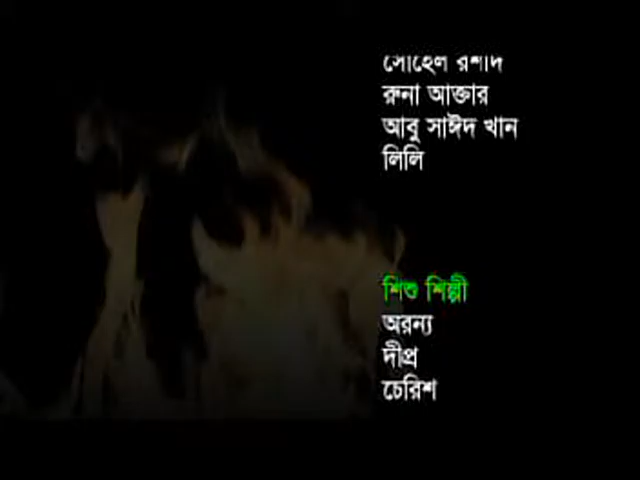 সোহেল রশীদ
রুনা আক্তার
আবু সাঈদ খান
লিলি
শিশু শিল্পী
অরন্য
দীপ্র
চেরিশ